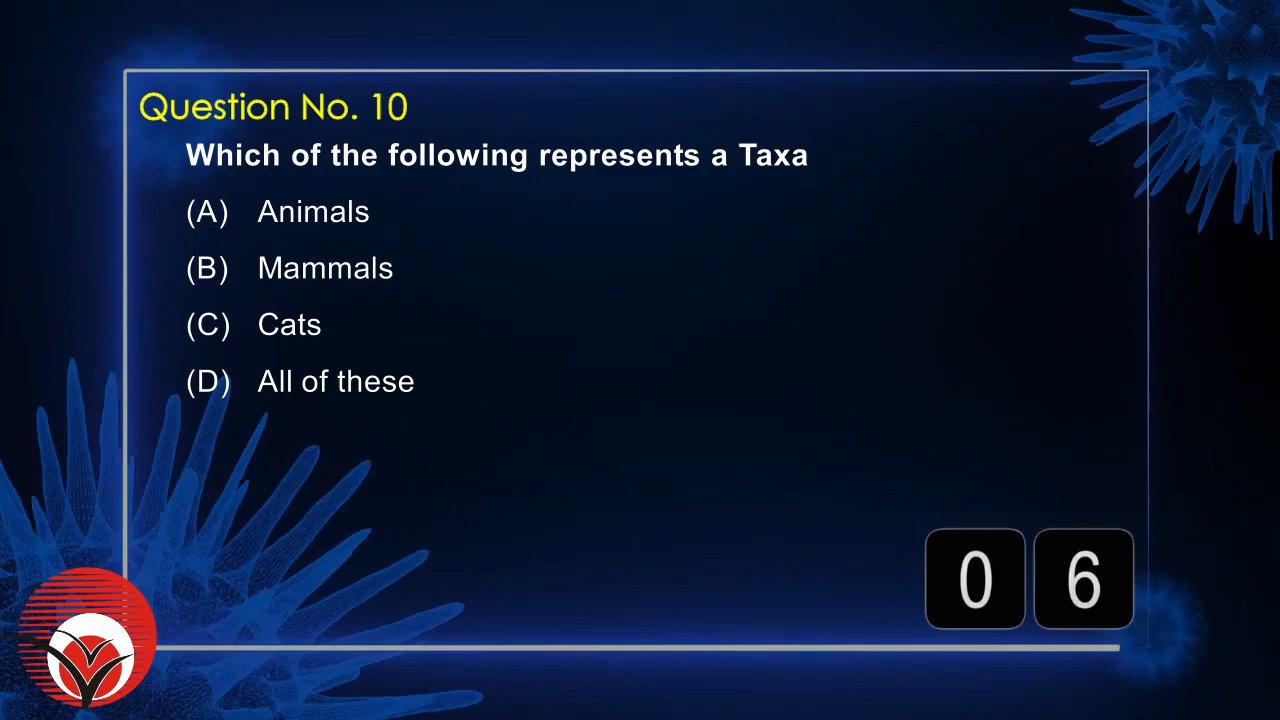 Question No. 10
Which of the following represents a Taxa
(A) Animals
(B) Mammals
(C) Cats
(D) All of these
0 6